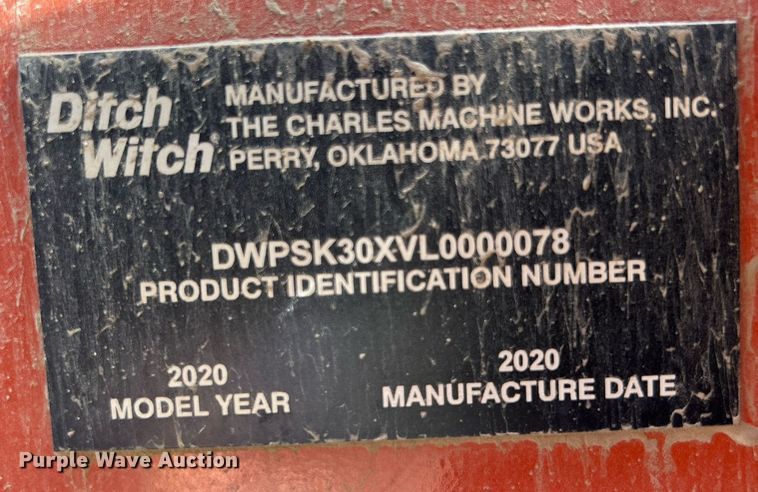 Ditch Witch®
MANUFACTURED BY
THE CHARLES MACHINE WORKS, INC.
PERRY, OKLAHOMA 73077 USA
DWPSK30XVL0000078
PRODUCT IDENTIFICATION NUMBER
2020
MODEL YEAR
2020
MANUFACTURE DATE
Purple Wave Auction